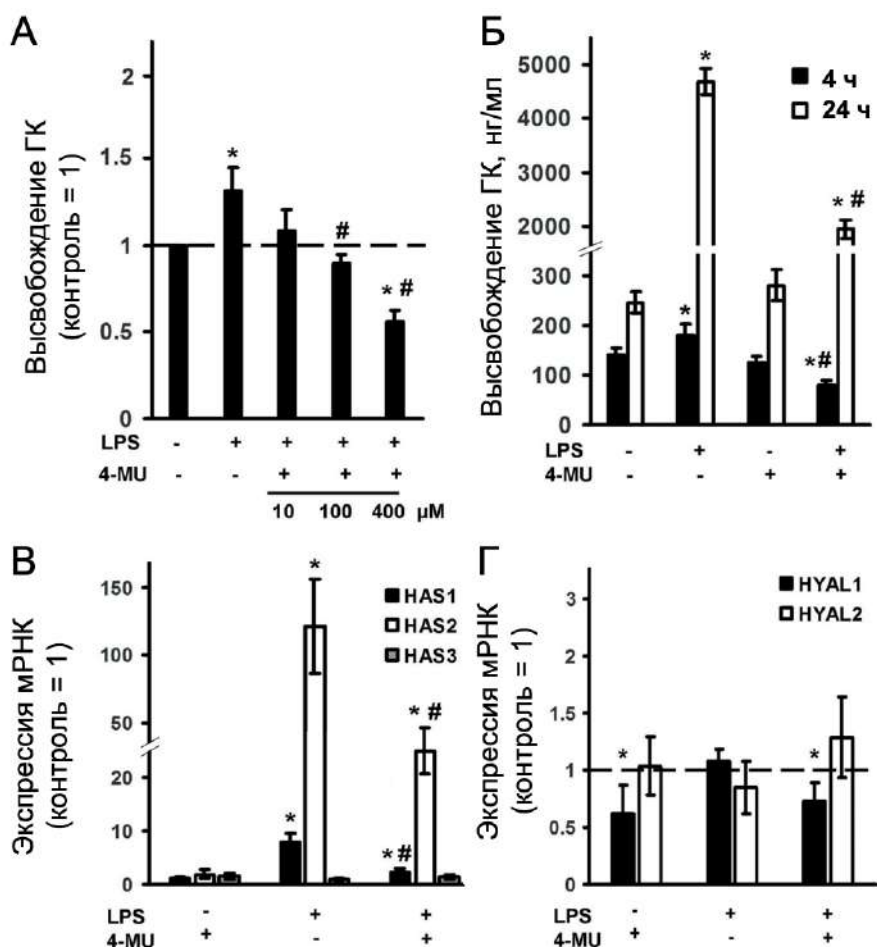 А
Высвобождение ГК
(контроль = 1)
2
1.5
1
0.5
0
*
#
* #
LPS - + + + +
4-MU - - + + +
10 100 400 µM
Б
Высвобождение ГК, нг/мл
5000
4000
3000
2000
300
200
100
0
4 ч
24 ч
*
*
* #
*#
LPS - + - +
4-MU - - + +
В
Экспрессия мРНК
(контроль = 1)
150
100
50
20
10
0
HAS1
HAS2
HAS3
*
*
* #
*#
LPS - + +
4-MU + - +
Г
Экспрессия мРНК
(контроль = 1)
3
2
1.5
1
0.5
0
HYAL1
HYAL2
*
*
LPS - + +
4-MU + - +